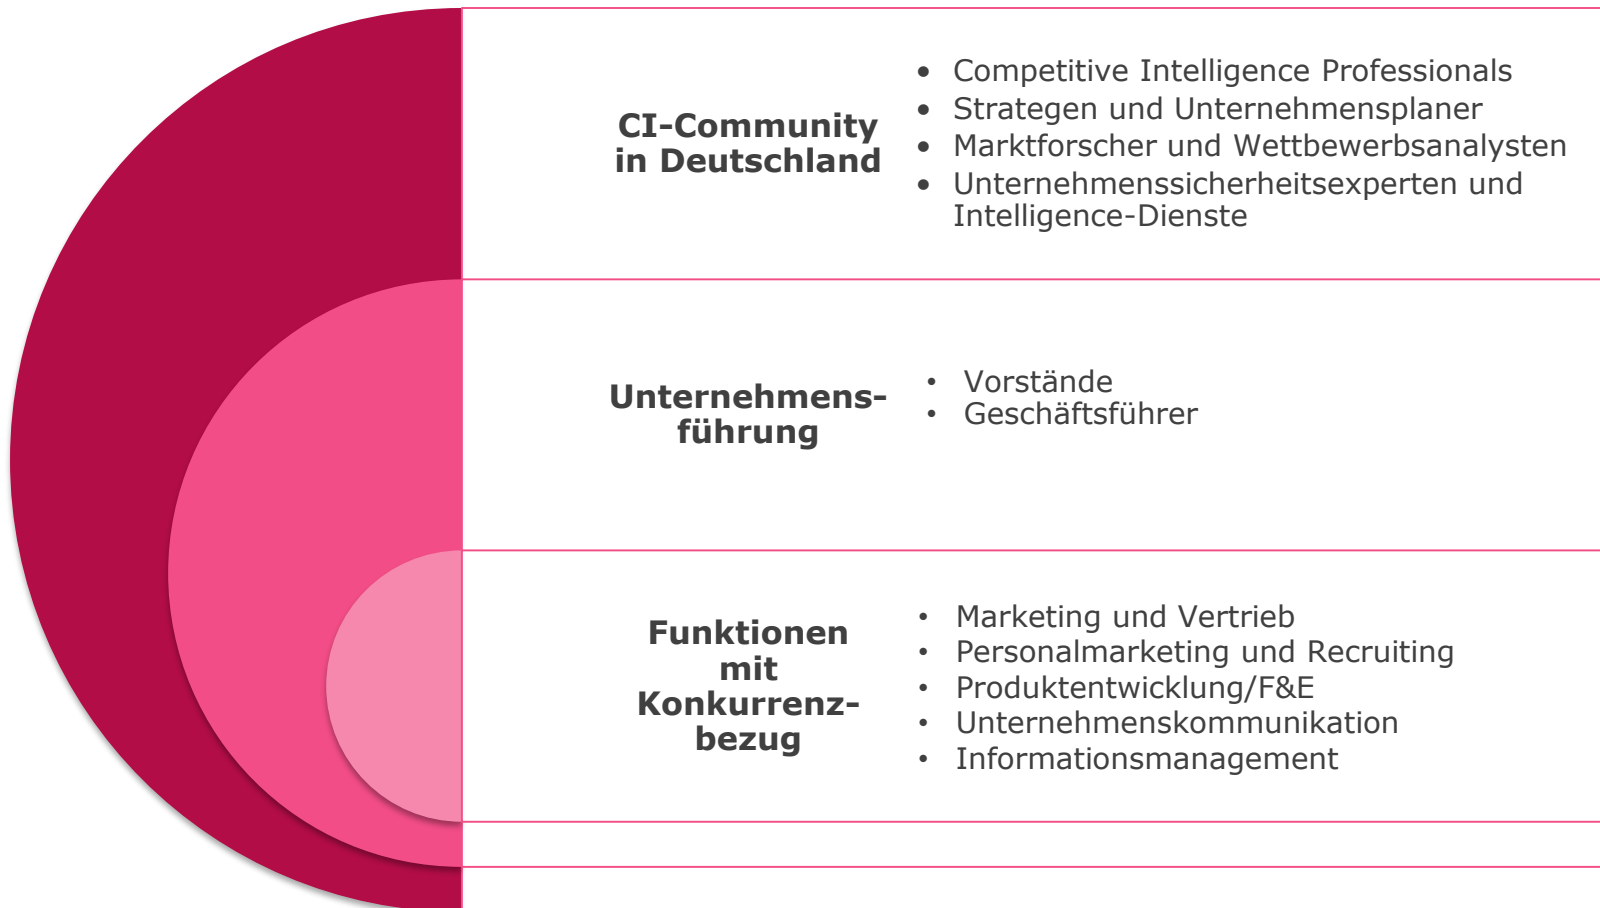 CI-Community
in Deutschland
• Competitive Intelligence Professionals
• Strategen und Unternehmensplaner
• Marktforscher und Wettbewerbsanalysten
• Unternehmenssicherheitsexperten und
Intelligence-Dienste
Unternehmens-
führung
• Vorstände
• Geschäftsführer
Funktionen
mit
Konkurrenz-
bezug
• Marketing und Vertrieb
• Personalmarketing und Recruiting
• Produktentwicklung/F&E
• Unternehmenskommunikation
• Informationsmanagement